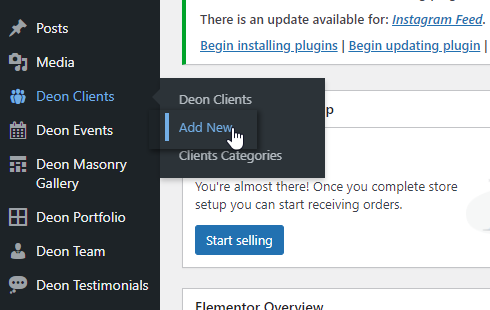 Posts
Media
Deon Clients
Deon Events
Deon Masonry
Gallery
Deon Portfolio
Deon Team
Deon Testimonials
Deon Clients
Add New
Clients Categories
There is an update available for: Instagram Feed.
Begin installing plugins | Begin updating plugin |
You're almost there! Once you complete store
setup you can start receiving orders.
Start selling
Elementor Overview